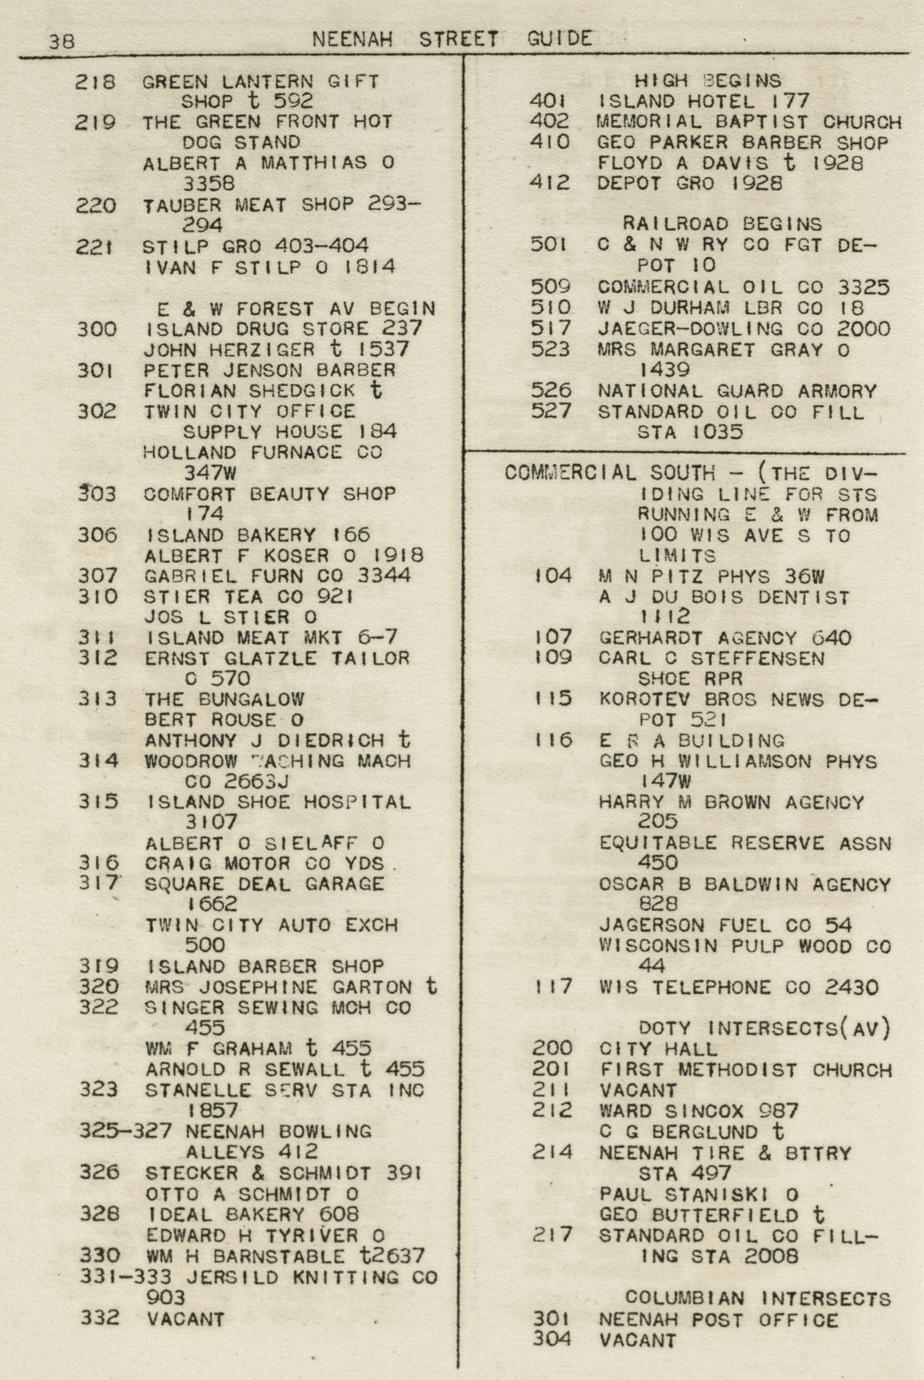 38 NEENAH STREET GUIDE
218 GREEN LANTERN GIFT
SHOP t 592
219 THE GREEN FRONT HOT
DOG STAND
ALBERT A MATTHIAS O
3358
220 TAUBER MEAT SHOP 293-
294
221 STILP GRO 403-404
IVAN F STILP O 1814
E & W FOREST AV BEGIN
300 ISLAND DRUG STORE 237
JOHN HERZIGER t 1537
301 PETER JENSON BARBER
FLORIAN SHEDGICK t
302 TWIN CITY OFFICE
SUPPLY HOUSE 184
HOLLAND FURNACE CO
347W
303 COMFORT BEAUTY SHOP
174
306 ISLAND BAKERY 166
ALBERT F KOSER O 1918
307 GABRIEL FURN CO 3344
310 STIER TEA CO 921
JOS L STIER O
311 ISLAND MEAT MKT 6-7
312 ERNST GLATZLE TAILOR
O 570
313 THE BUNGALOW
BERT ROUSE O
ANTHONY J DIEDRICH t
314 WOODROW MACH
CO 2663J
315 ISLAND SHOE HOSPITAL
3107
ALBERT O SIELAFF O
316 CRAIG MOTOR CO YDS
317 SQUARE DEAL GARAGE
1662
TWIN CITY AUTO EXCH
500
319 ISLAND BARBER SHOP
320 MRS JOSEPHINE GARTON t
322 SINGER SEWING MCH CO
455
WM F GRAHAM t 455
ARNOLD R SEWALL t 455
323 STANELLE SERV STA INC
1857
325-327 NEENAH BOWLING
ALLEYS 412
326 STECKER & SCHMIDT 391
OTTO A SCHMIDT O
328 IDEAL BAKERY 608
EDWARD H TYRIVER O
330 WM H BARNSTABLE t2637
331-333 JERSILD KNITTING CO
903
332 VACANT
HIGH BEGINS
401 ISLAND HOTEL 177
402 MEMORIAL BAPTIST CHURCH
410 GEO PARKER BARBER SHOP
FLOYD A DAVIS t 1928
412 DEPOT GRO 1928
RAILROAD BEGINS
501 C & N W RY CO FGT DE-
POT 10
509 COMMERCIAL OIL CO 3325
510 W J DURHAM LBR CO 18
517 JAEGER-DOWLING CO 2000
523 MRS MARGARET GRAY O
1439
526 NATIONAL GUARD ARMORY
527 STANDARD OIL CO FILL
STA 1035
COMMERCIAL SOUTH - (THE DIV-
IDING LINE FOR STS
RUNNING E & W FROM
100 WIS AVE S TO
LIMITS
104 M N PITZ PHYS 36W
A J DU BOIS DENTIST
1112
107 GERHARDT AGENCY 640
109 CARL C STEFFENSEN
SHOE RPR
115 KOROTEV BROS NEWS DE-
POT 521
116 E R A BUILDING
GEO H WILLIAMSON PHYS
147W
HARRY M BROWN AGENCY
205
EQUITABLE RESERVE ASSN
450
OSCAR B BALDWIN AGENCY
828
JAGERSON FUEL CO 54
WISCONSIN PULP WOOD CO
44
117 WIS TELEPHONE CO 2430
DOTY INTERSECTS(AV)
200 CITY HALL
201 FIRST METHODIST CHURCH
211 VACANT
212 WARD SINCOX 987
C G BERGLUND t
214 NEENAH TIRE & BTTRY
STA 497
PAUL STANISKI O
GEO BUTTERFIELD t
217 STANDARD OIL CO FILL-
ING STA 2008
COLUMBIAN INTERSECTS
301 NEENAH POST OFFICE
304 VACANT